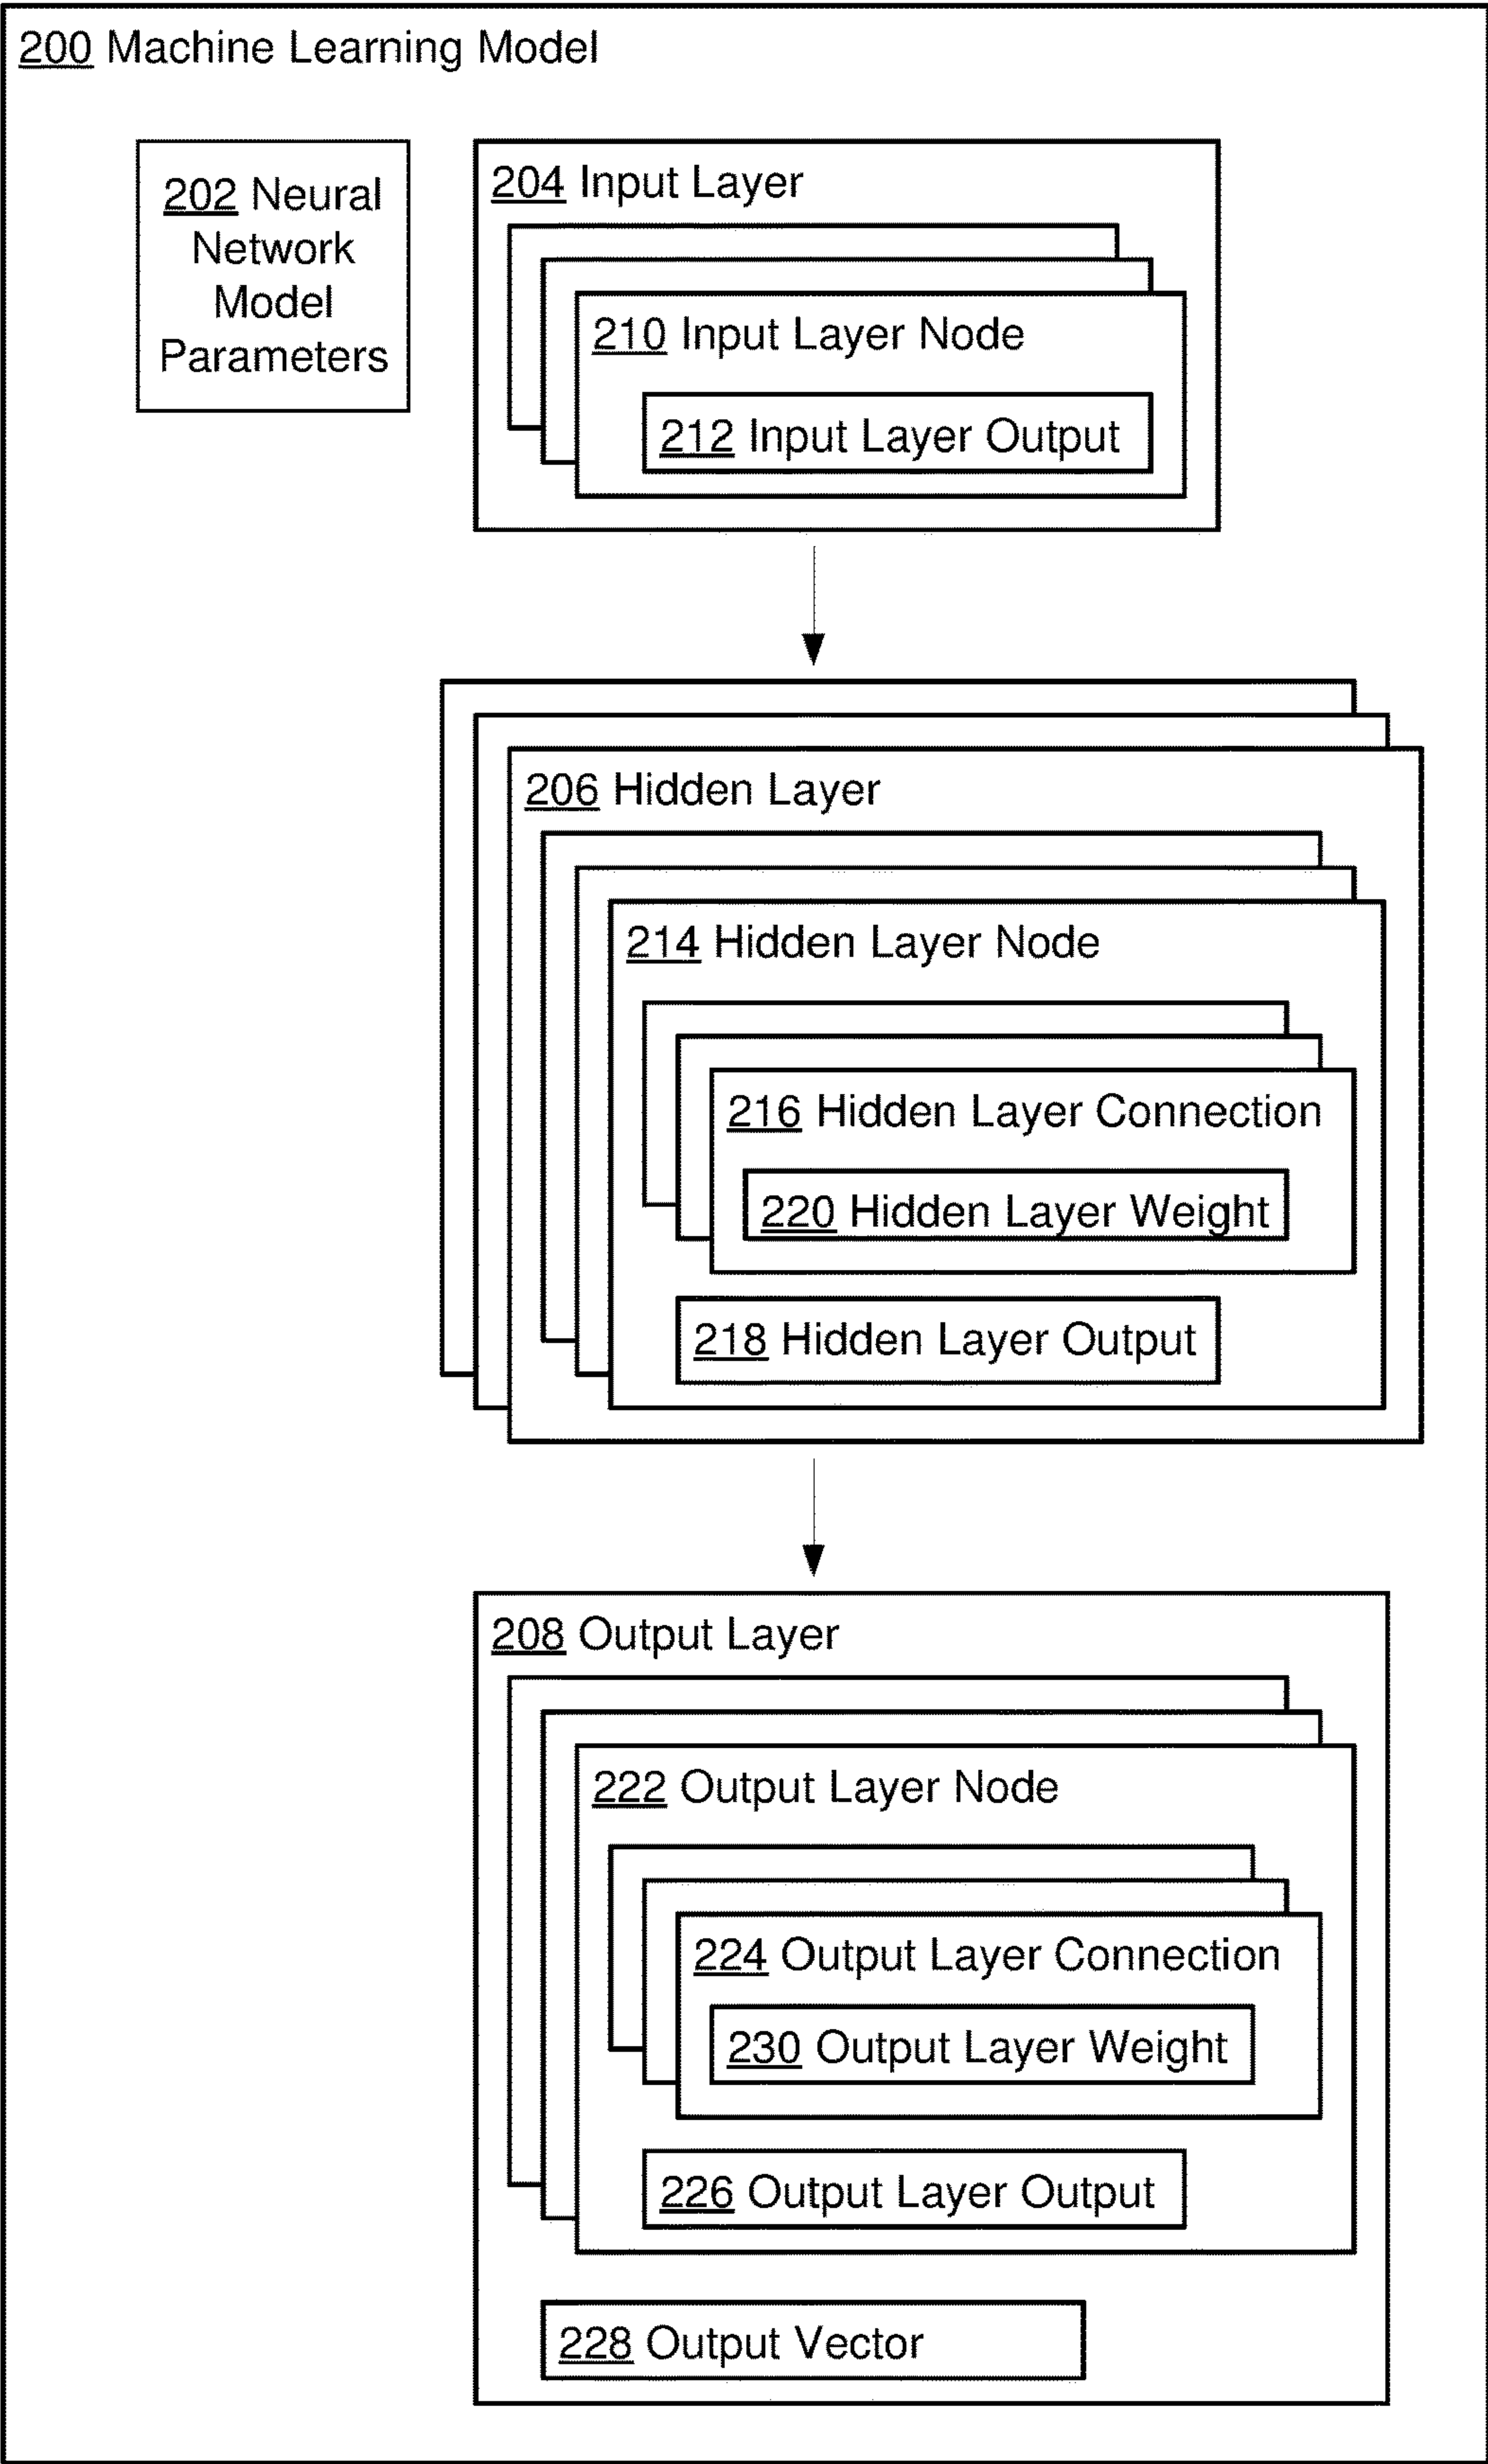 200 Machine Learning Model
202 Neural
Network
Model
Parameters
204 Input Layer
210 Input Layer Node
212 Input Layer Output
206 Hidden Layer
214 Hidden Layer Node
216 Hidden Layer Connection
220 Hidden Layer Weight
218 Hidden Layer Output
208 Output Layer
222 Output Layer Node
224 Output Layer Connection
230 Output Layer Weight
226 Output Layer Output
228 Output Vector